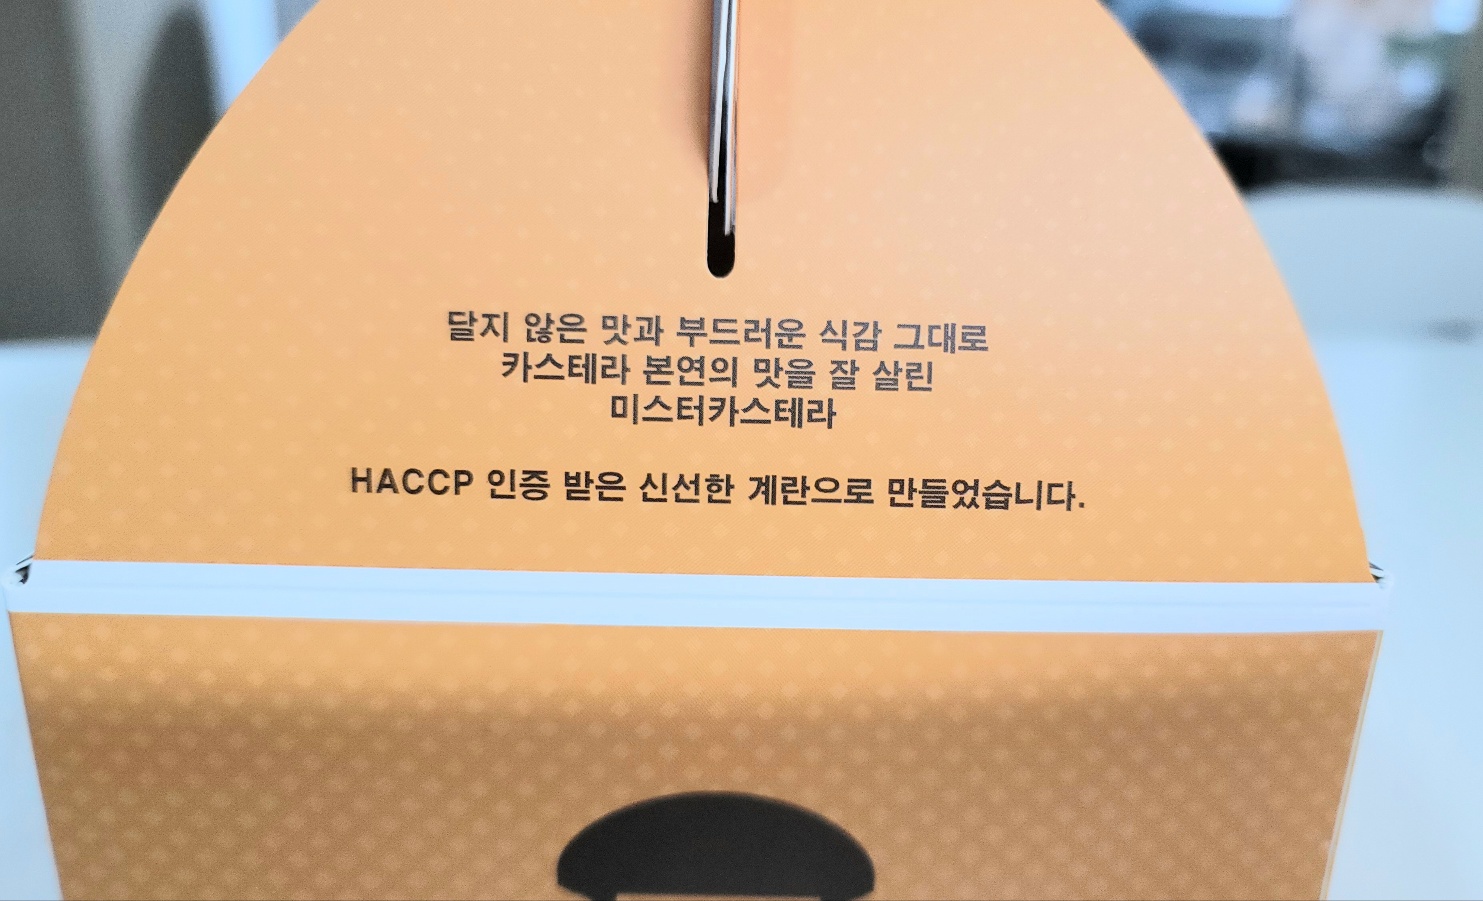 달지 않은 맛과 부드러운 식감 그대로
카스테라 본연의 맛을 잘 살린
미스터카스테라
HACCP 인증 받은 신선한 계란으로 만들었습니다.